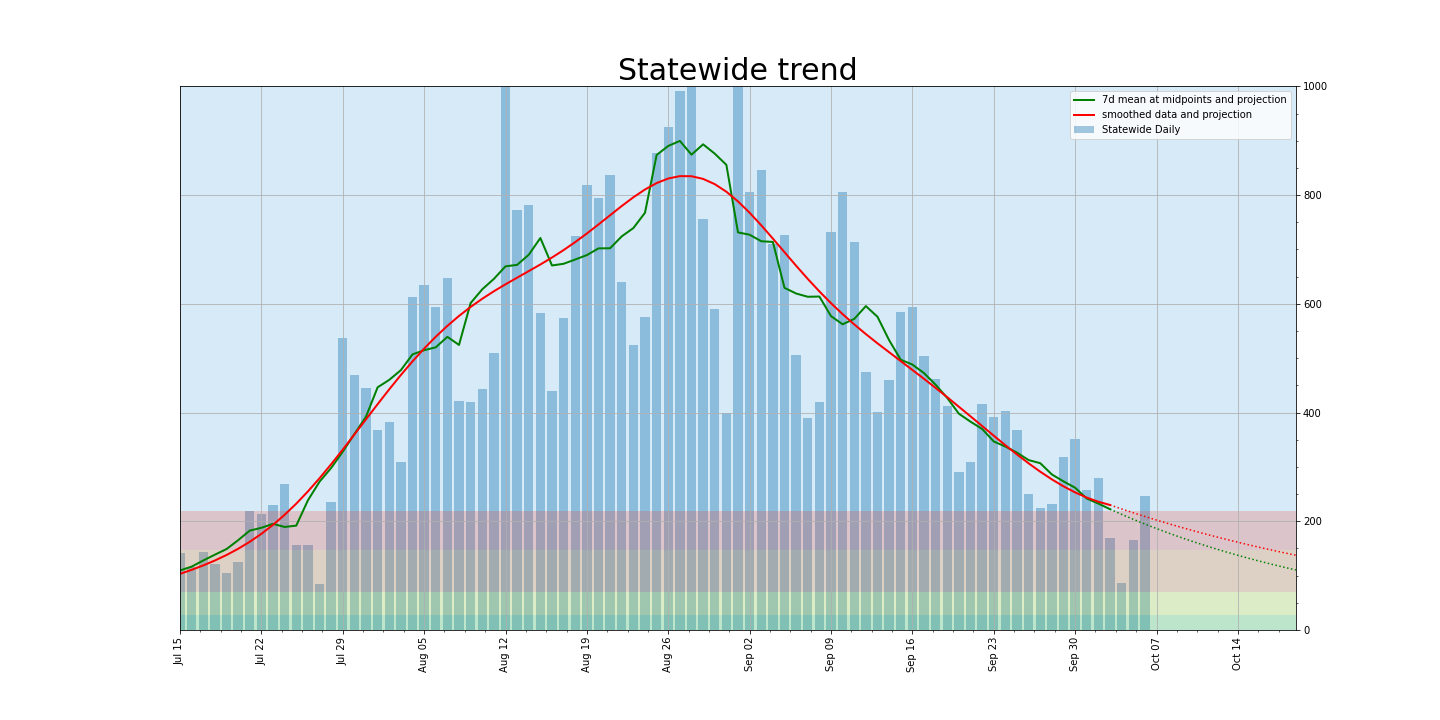 Statewide trend
7d mean at midpoints and projection
smoothed data and projection
Statewide Daily
1000
800
600
400
200
0
Jul 15
Jul 22
Jul 29
Aug 05
Aug 12
Aug 19
Aug 26
Sep 02
Sep 09
Sep 16
Sep 23
Sep 30
Oct 07
Oct 14